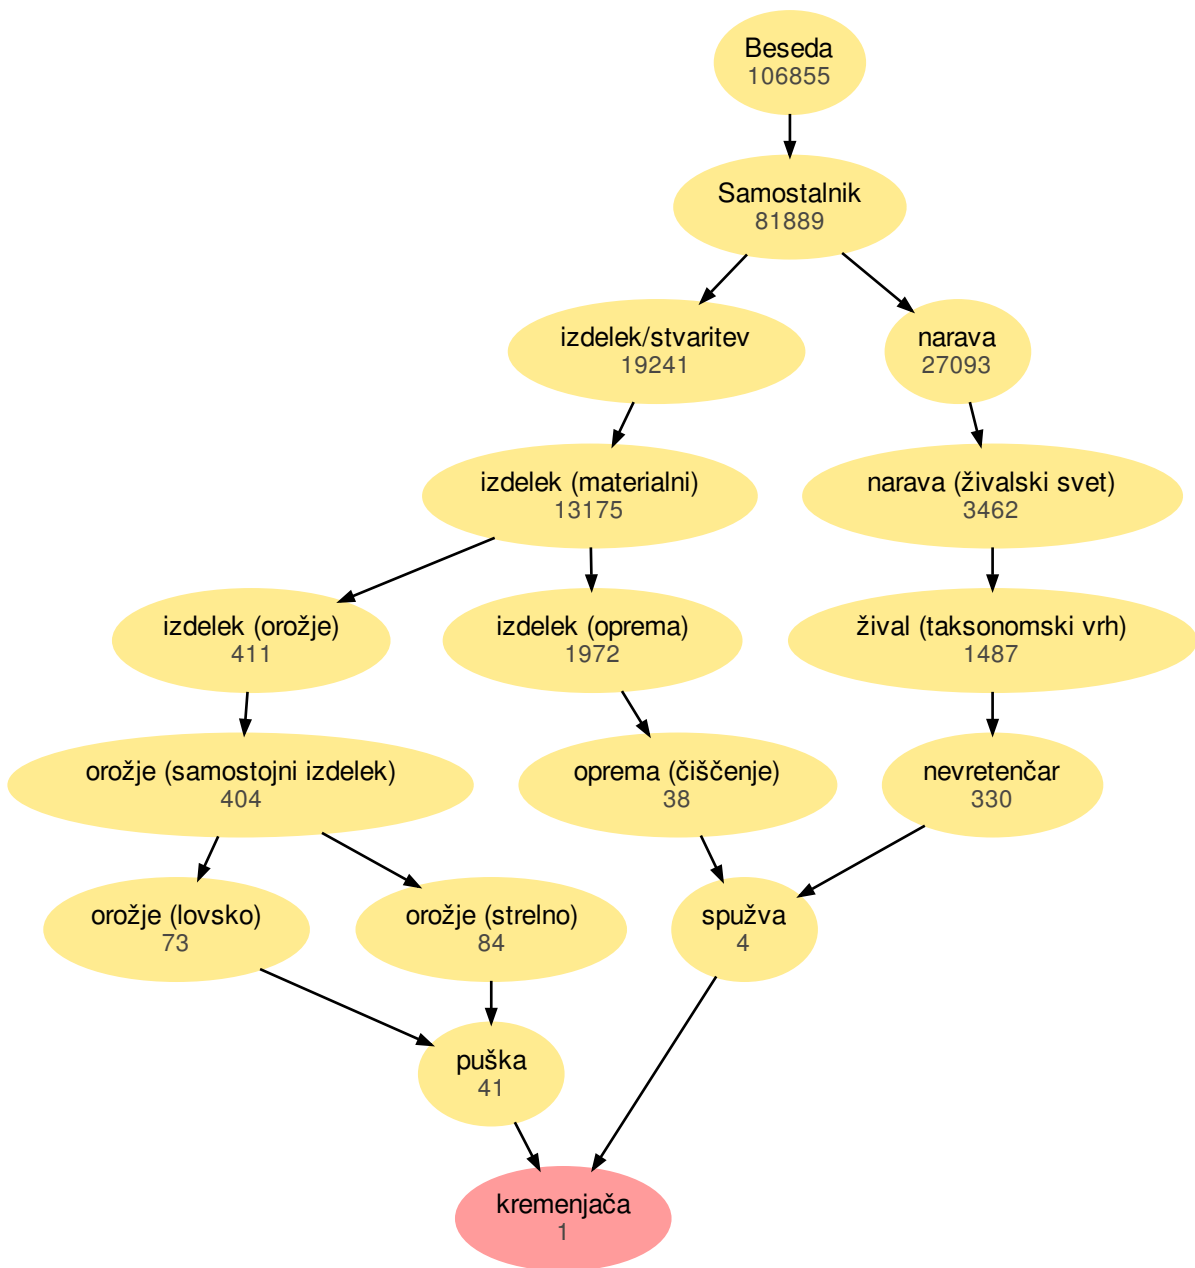 Beseda
106855
Samostalnik
81889
izdelek/stvaritev
19241
narava
27093
izdelek (materialni)
13175
narava (živalski svet)
3462
izdelek (orožje)
411
izdelek (oprema)
1972
žival (taksonomski vrh)
1487
orožje (samostojni izdelek)
404
oprema (čiščenje)
38
nevretenčar
330
orožje (lovsko)
73
orožje (strelno)
84
spužva
4
puška
41
kremenjača
1